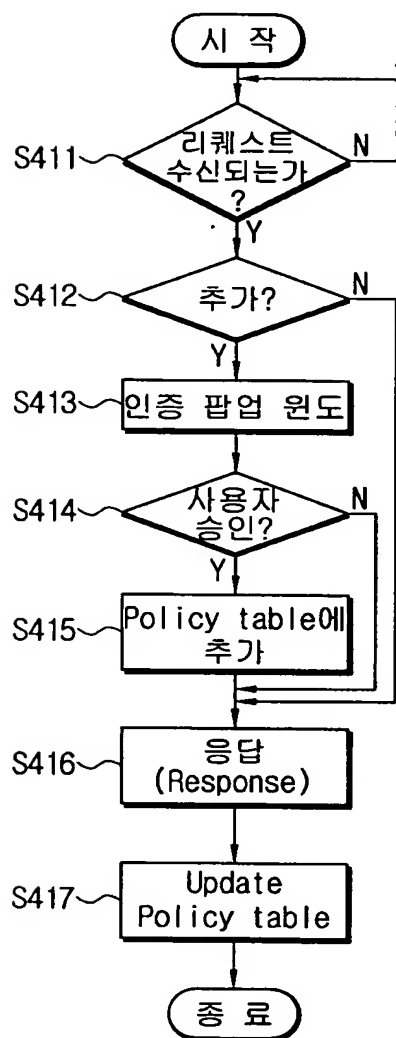 시 작
S411
리퀘스트
수신되는가
?
N
Y
S412
추가?
N
Y
S413
인증 팝업 윈도
S414
사용자
승인?
N
Y
S415
Policy table에
추가
S416
응답
(Response)
S417
Update
Policy table
종 료